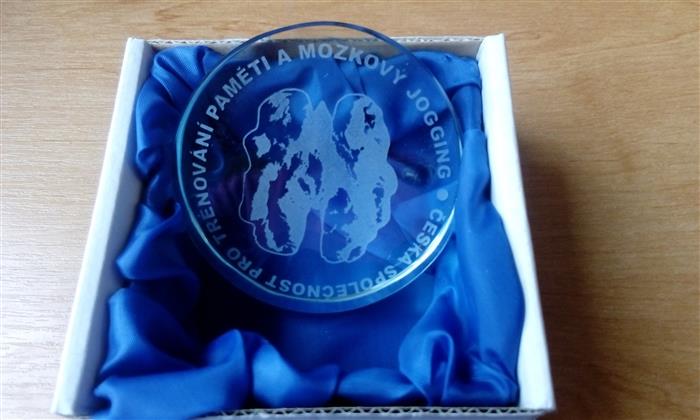 ČESKÁ SPOLEČNOST PRO TRÉNOVÁNÍ PAMĚTI A MOZKOVÝ JOGGING •